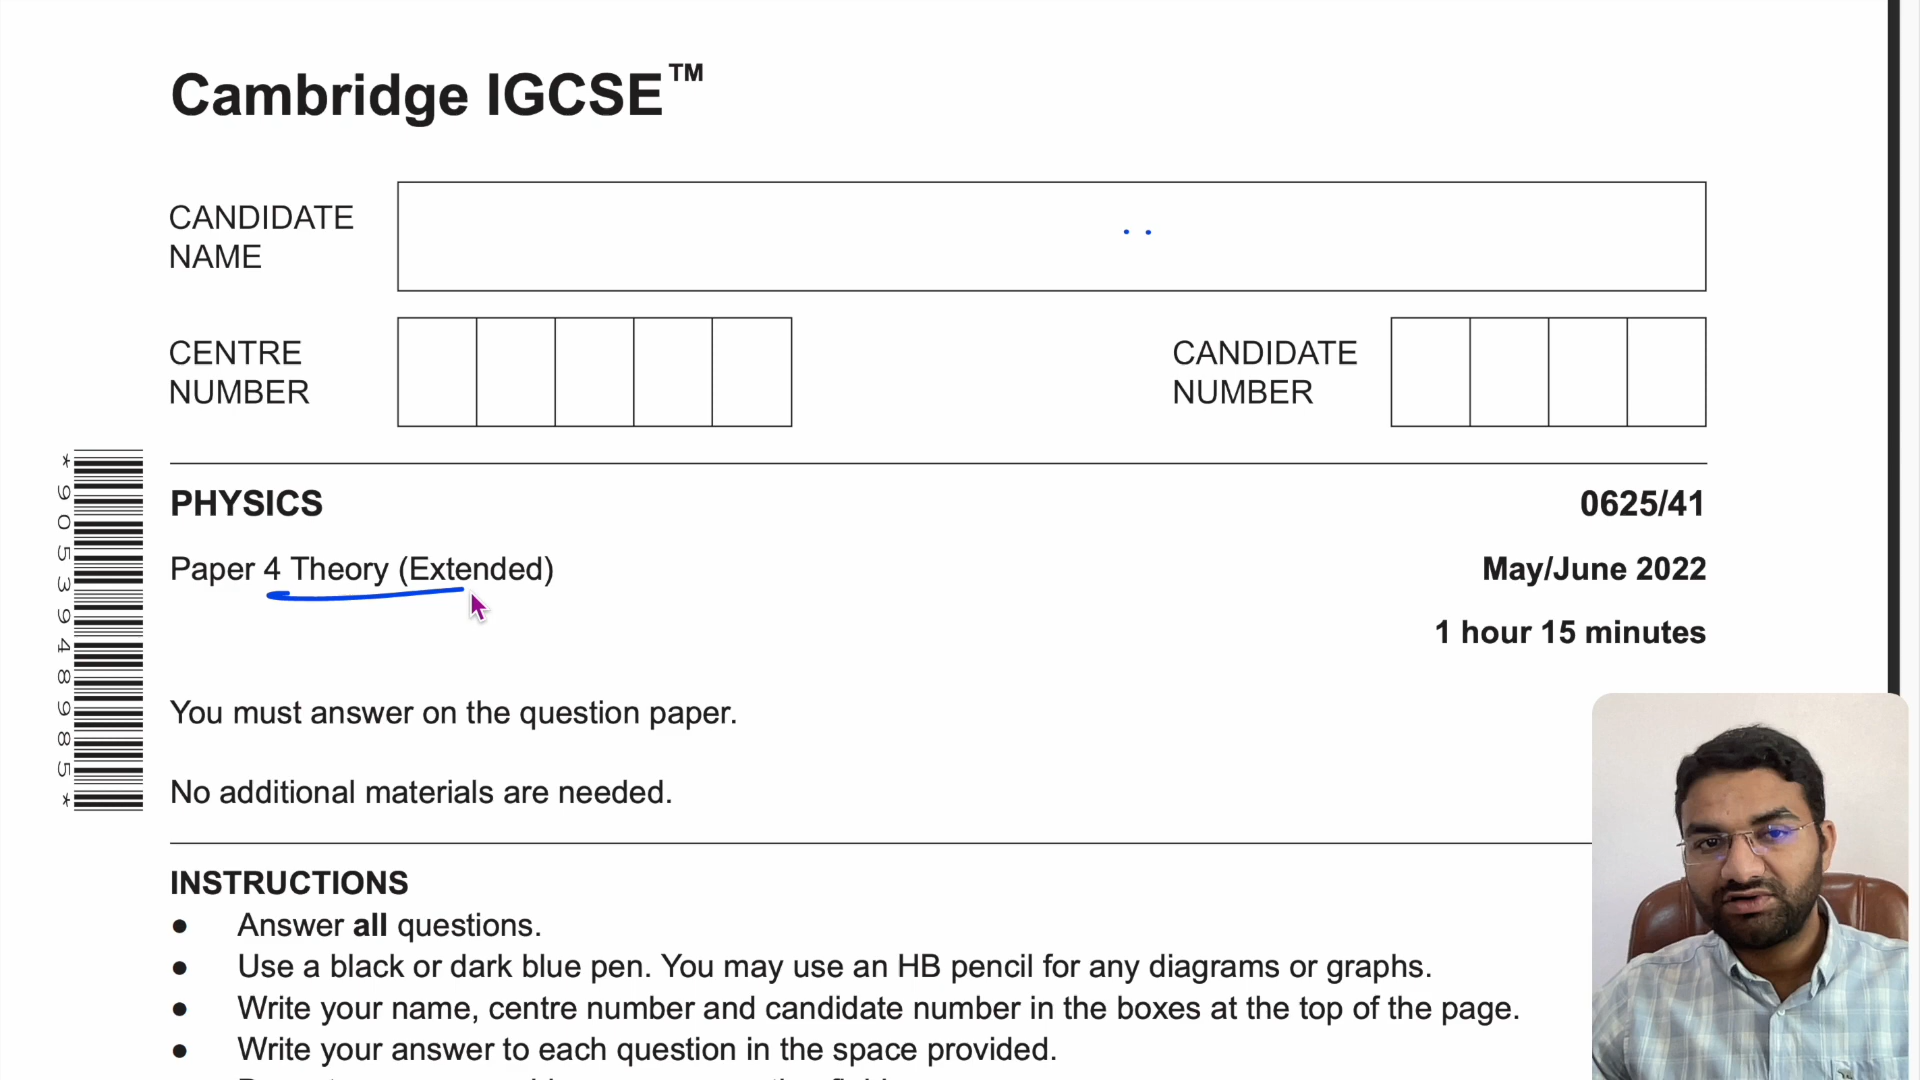 Cambridge IGCSE™
CANDIDATE
NAME
CENTRE
NUMBER
CANDIDATE
NUMBER
*9053948985*
PHYSICS
0625/41
Paper 4 Theory (Extended)
May/June 2022
1 hour 15 minutes
You must answer on the question paper.
No additional materials are needed.
INSTRUCTIONS
● Answer all questions.
● Use a black or dark blue pen. You may use an HB pencil for any diagrams or graphs.
● Write your name, centre number and candidate number in the boxes at the top of the page.
● Write your answer to each question in the space provided.